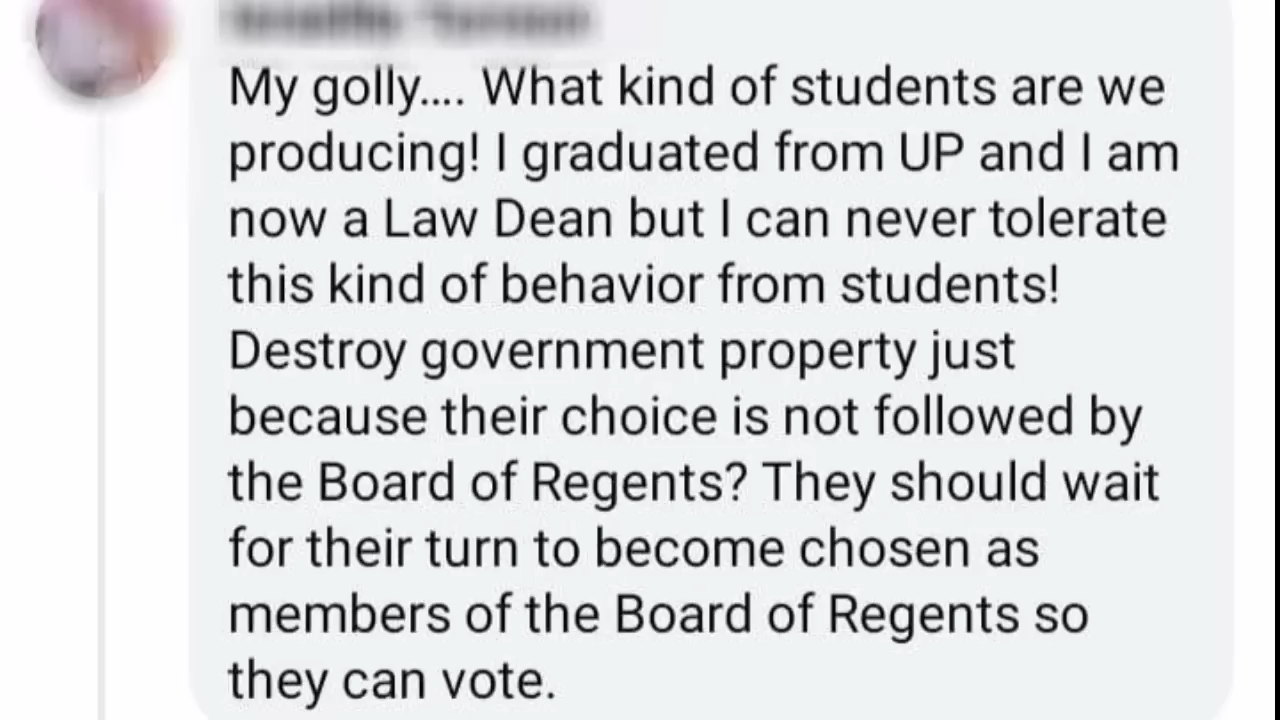 My golly.... What kind of students are we
producing! I graduated from UP and I am
now a Law Dean but I can never tolerate
this kind of behavior from students!
Destroy government property just
because their choice is not followed by
the Board of Regents? They should wait
for their turn to become chosen as
members of the Board of Regents so
they can vote.